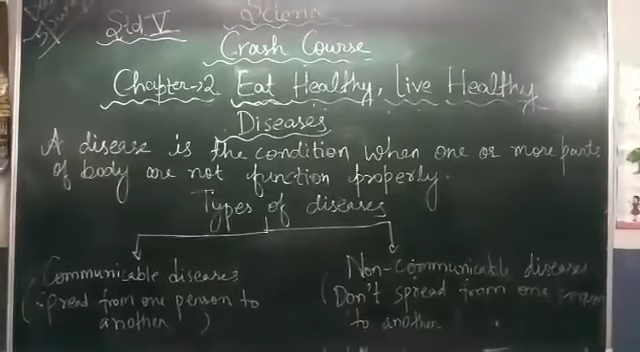 Science
Std V
Crash Course
Chapter→2 Eat Healthy, Live Healthy
Diseases
A disease is the condition when one or more parts
of body are not function properly.
Types of diseases
Communicable diseases
(Spread from one person to
another)
Non-communicable diseases
(Don't spread from one person
to another